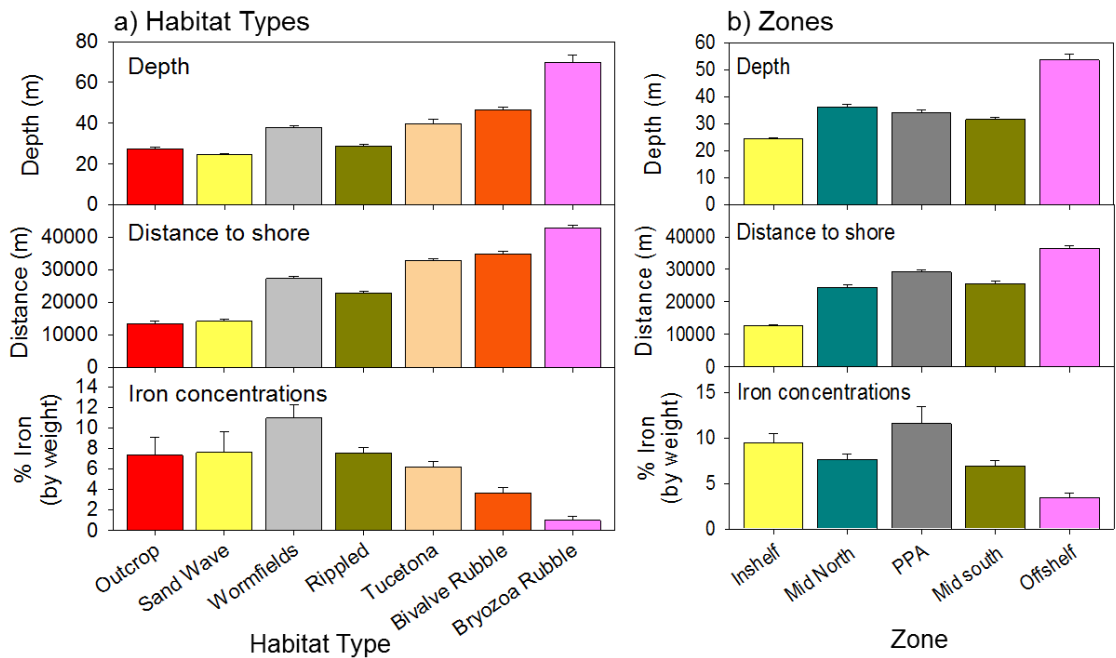 a) Habitat Types
80
60
40
20
0
Depth (m)
Depth
40000
30000
20000
10000
0
Distance (m)
Distance to shore
14
12
10
8
6
4
2
0
% Iron
(by weight)
Iron concentrations
Outcrop
Sand Wave
Wormfields
Rippled
Tucetona
Bivalve Rubble
Bryozoa Rubble
Habitat Type
b) Zones
60
50
40
30
20
10
0
Depth (m)
Depth
40000
30000
20000
10000
0
Distance (m)
Distance to shore
15
10
5
0
% Iron
(by weight)
Iron concentrations
Inshelf
Mid North
PPA
Mid south
Offshelf
Zone